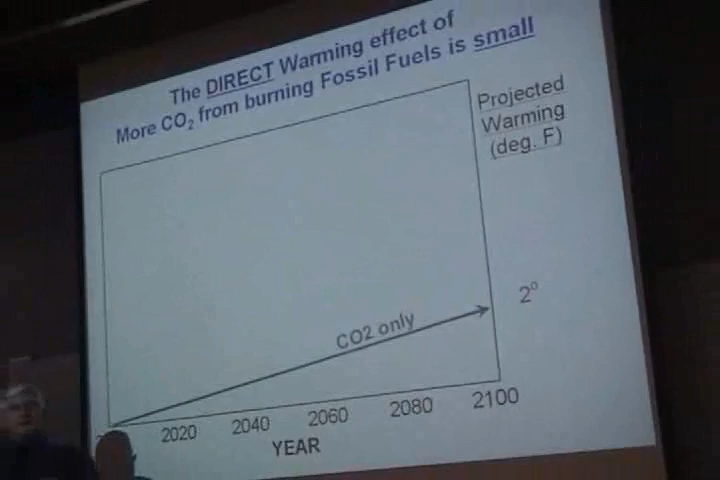 The DIRECT Warming effect of
More CO₂ from burning Fossil Fuels is small
Projected
Warming
(deg. F)
2°
CO2 only
2020 2040 2060 2080 2100
YEAR